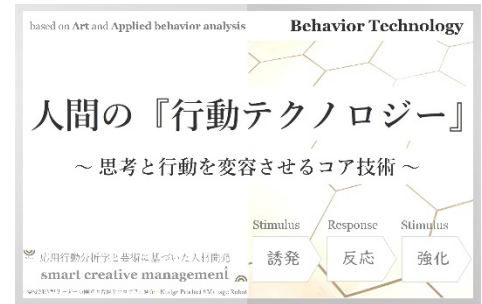 based on Art and Applied behavior analysis
Behavior Technology
人間の『行動テクノロジー』
～ 思考と行動を変容させるコア技術 ～
Stimulus Response Stimulus
誘発 反応 強化
応用行動分析学と芸術に基づいた人材開発
smart creative management